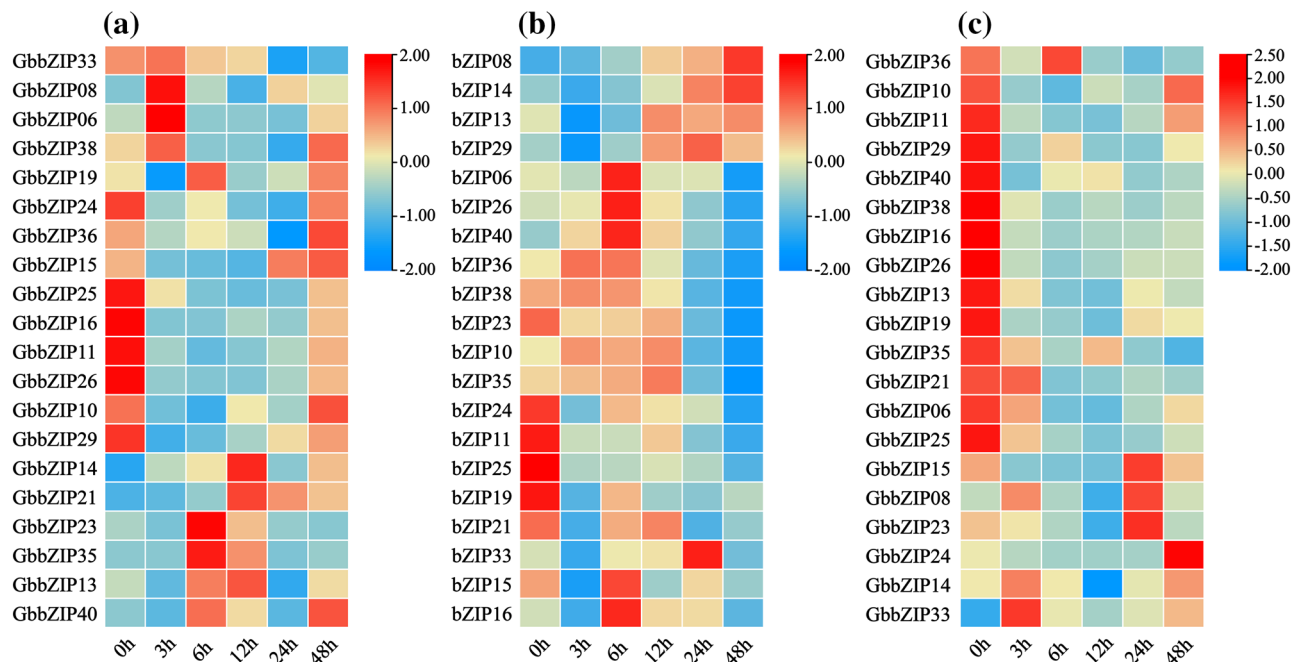 (a)
GbbZIP33
GbbZIP08
GbbZIP06
GbbZIP38
GbbZIP19
GbbZIP24
GbbZIP36
GbbZIP15
GbbZIP25
GbbZIP16
GbbZIP11
GbbZIP26
GbbZIP10
GbbZIP29
GbbZIP14
GbbZIP21
GbbZIP23
GbbZIP35
GbbZIP13
GbbZIP40
0h 3h 6h 12h 24h 48h
2.00
1.00
0.00
-1.00
-2.00
(b)
bZIP08
bZIP14
bZIP13
bZIP29
bZIP06
bZIP26
bZIP40
bZIP36
bZIP38
bZIP23
bZIP10
bZIP35
bZIP24
bZIP11
bZIP25
bZIP19
bZIP21
bZIP33
bZIP15
bZIP16
0h 3h 6h 12h 24h 48h
2.00
1.00
0.00
-1.00
-2.00
(c)
GbbZIP36
GbbZIP10
GbbZIP11
GbbZIP29
GbbZIP40
GbbZIP38
GbbZIP16
GbbZIP26
GbbZIP13
GbbZIP19
GbbZIP35
GbbZIP21
GbbZIP06
GbbZIP25
GbbZIP15
GbbZIP08
GbbZIP23
GbbZIP24
GbbZIP14
GbbZIP33
0h 3h 6h 12h 24h 48h
2.50
2.00
1.50
1.00
0.50
0.00
-0.50
-1.00
-1.50
-2.00